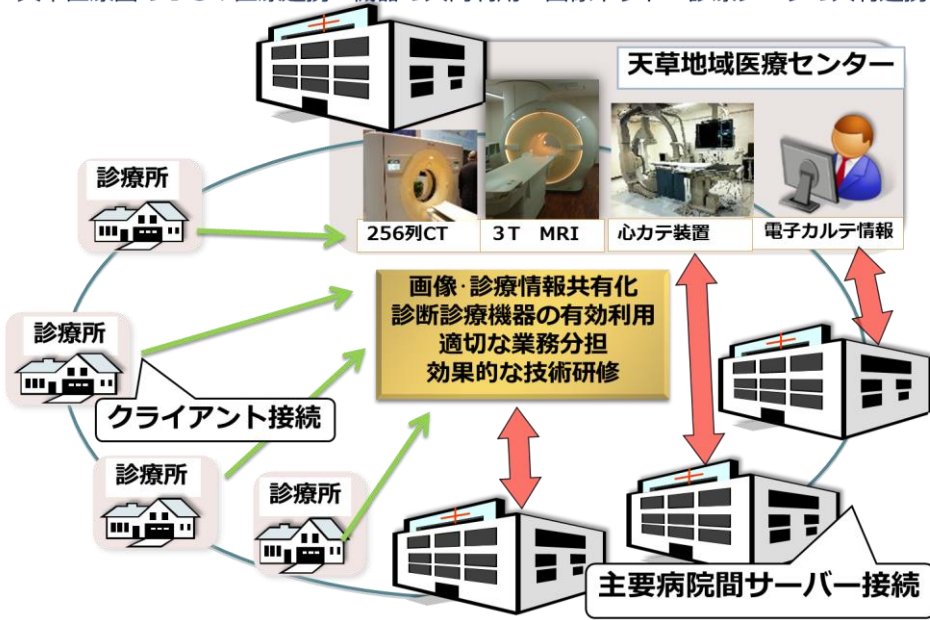 天草地域医療センター
256列CT
3T MRI
心カテ装置
電子カルテ情報
診療所
診療所
診療所
診療所
画像・診療情報共有化
診断診療機器の有効利用
適切な業務分担
効果的な技術研修
クライアント接続
主要病院間サーバー接続